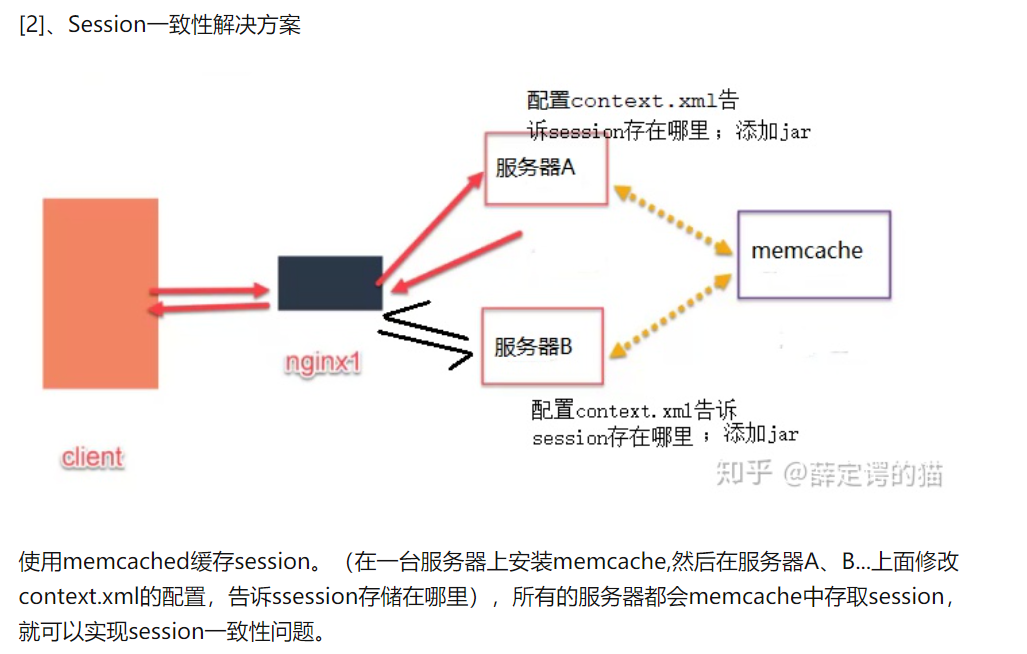 [2]、Session一致性解决方案
配置context.xml告
诉session存在哪里；添加jar
服务器A
memcache
nginx1
服务器B
client
配置context.xml告诉
session存在哪里；添加jar
知乎 @薛定谔的猫
使用memcached缓存session。（在一台服务器上安装memcache,然后在服务器A、B...上面修改
context.xml的配置，告诉ssession存储在哪里），所有的服务器都会memcache中存取session，
就可以实现session一致性问题。